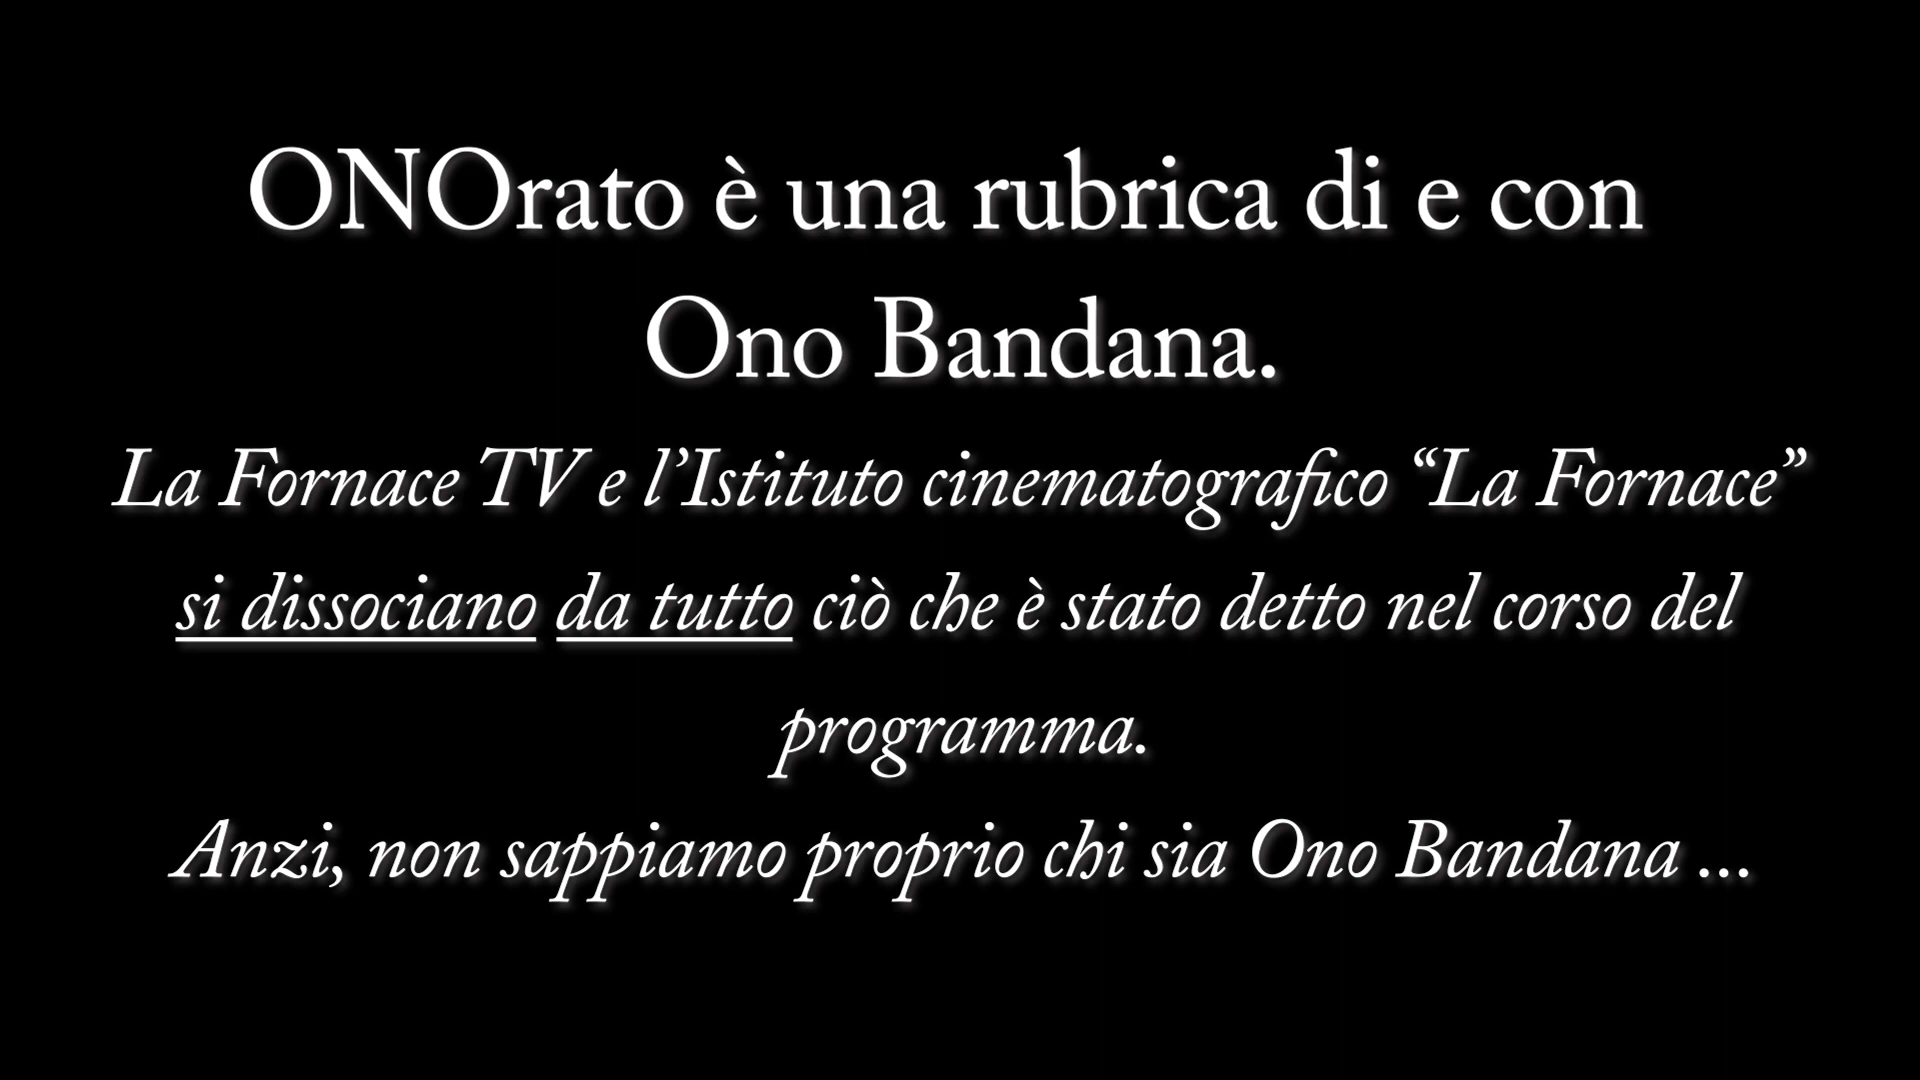 ONOrato è una rubrica di e con
Ono Bandana.
La Fornace TV e l’Istituto cinematografico “La Fornace”
si dissociano da tutto ciò che è stato detto nel corso del
programma.
Anzi, non sappiamo proprio chi sia Ono Bandana ...